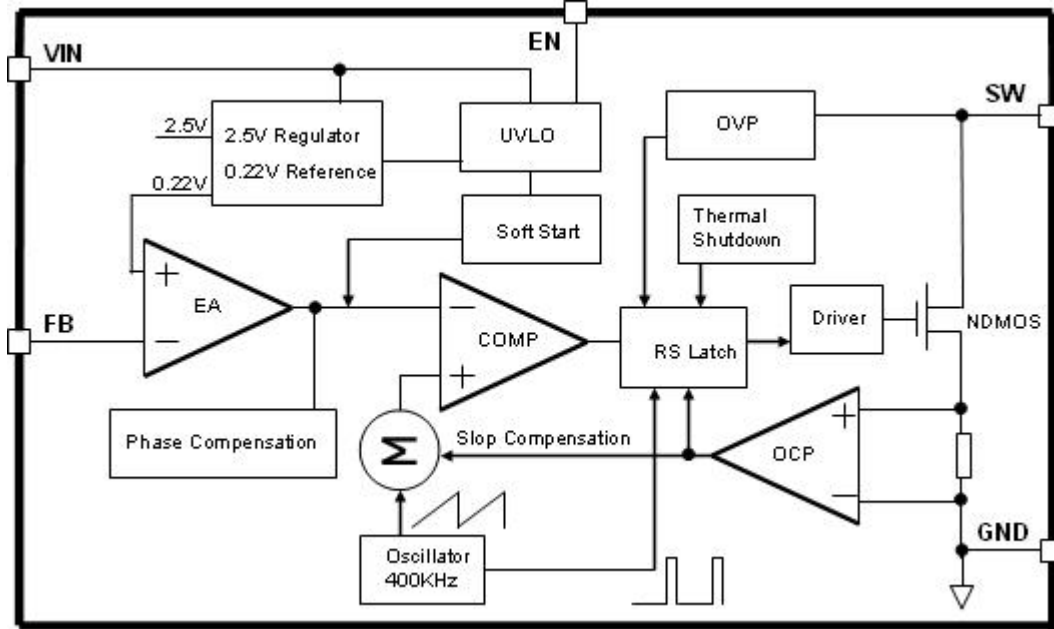 EN
VIN
SW
2.5V
2.5V Regulator
0.22V Reference
0.22V
UVLO
OVP
Soft Start
Thermal
Shutdown
+
EA
−
FB
−
COMP
+
RS Latch
Driver
NDMOS
Phase Compensation
Σ
Slop Compensation
+
OCP
−
GND
Oscillator
400KHz